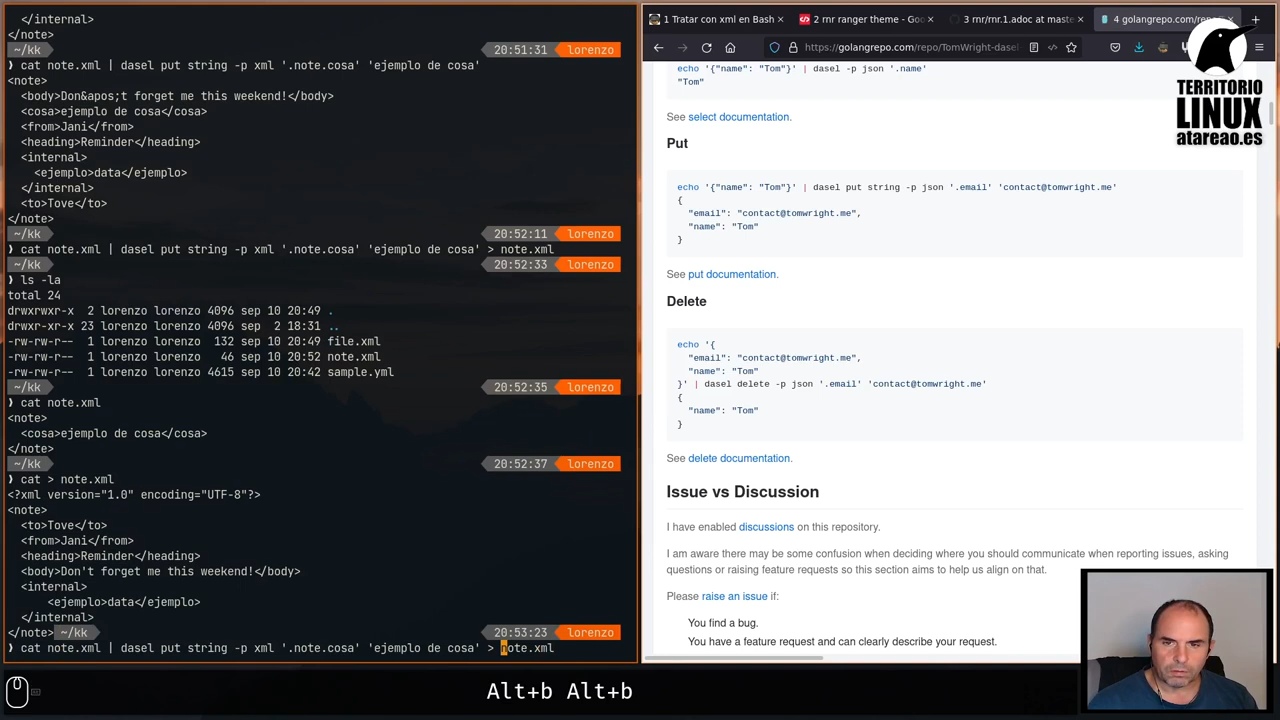 </internal>
</note>
~/kk 20:51:31 lorenzo
❯ cat note.xml | dasel put string -p xml '.note.cosa' 'ejemplo de cosa'
<note>
<body>Don&apos;t forget me this weekend!</body>
<cosa>ejemplo de cosa</cosa>
<from>Jani</from>
<heading>Reminder</heading>
<internal>
<ejemplo>data</ejemplo>
</internal>
<to>Tove</to>
</note>
~/kk 20:52:11 lorenzo
❯ cat note.xml | dasel put string -p xml '.note.cosa' 'ejemplo de cosa' > note.xml
~/kk 20:52:33 lorenzo
❯ ls -la
total 24
drwxrwxr-x 2 lorenzo lorenzo 4096 sep 10 20:49 .
drwxr-xr-x 23 lorenzo lorenzo 4096 sep 2 18:31 ..
-rw-rw-r-- 1 lorenzo lorenzo 132 sep 10 20:49 file.xml
-rw-rw-r-- 1 lorenzo lorenzo 46 sep 10 20:52 note.xml
-rw-rw-r-- 1 lorenzo lorenzo 4615 sep 10 20:42 sample.yml
~/kk 20:52:35 lorenzo
❯ cat note.xml
<note>
<cosa>ejemplo de cosa</cosa>
</note>
~/kk 20:52:37 lorenzo
❯ cat > note.xml
<?xml version="1.0" encoding="UTF-8"?>
<note>
<to>Tove</to>
<from>Jani</from>
<heading>Reminder</heading>
<body>Don't forget me this weekend!</body>
<internal>
<ejemplo>data</ejemplo>
</internal>
</note> ~/kk 20:53:23 lorenzo
❯ cat note.xml | dasel put string -p xml '.note.cosa' 'ejemplo de cosa' > note.xml
1 Tratar con xml en Bash
2 rnr ranger theme - Goo
3 rnr/rnr.1.adoc at maste
4 golangrepo.com/repo
https://golangrepo.com/repo/TomWright-dasel
echo '{"name": "Tom"}' | dasel -p json '.name'
"Tom"
See select documentation.
Put
echo '{"name": "Tom"}' | dasel put string -p json '.email' 'contact@tomwright.me'
{
"email": "contact@tomwright.me",
"name": "Tom"
}
See put documentation.
Delete
echo '{
"email": "contact@tomwright.me",
"name": "Tom"
}' | dasel delete -p json '.email' 'contact@tomwright.me'
{
"name": "Tom"
}
See delete documentation.
Issue vs Discussion
I have enabled discussions on this repository.
I am aware there may be some confusion when deciding where you should communicate when reporting issues, asking
questions or raising feature requests so this section aims to help us align on that.
Please raise an issue if:
You find a bug.
You have a feature request and can clearly describe your request.
TERRITORIO
LINUX
atareao.es
Alt+b Alt+b